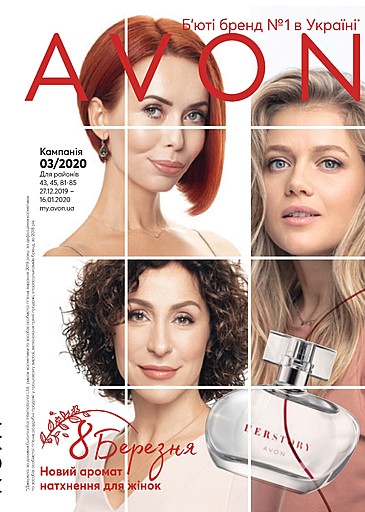 Б'юті бренд №1 в Україні*
AVON
Кампанія
03/2020
Для районів
43, 45, 81-85
27.12.2019 –
16.01.2020
my.avon.ua
HERSTORY
AVON
8 Березня
Новий аромат
натхнення для жінок